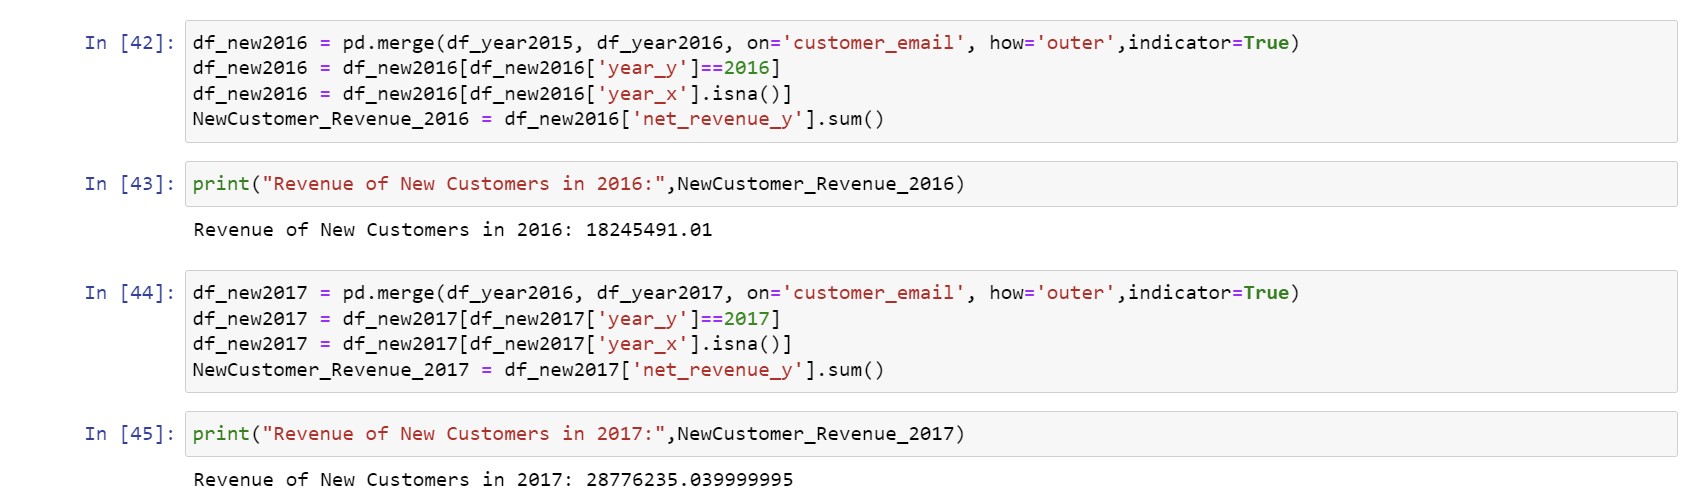 In [42]: df_new2016 = pd.merge(df_year2015, df_year2016, on='customer_email', how='outer',indicator=True)
df_new2016 = df_new2016[df_new2016['year_y']==2016]
df_new2016 = df_new2016[df_new2016['year_x'].isna()]
NewCustomer_Revenue_2016 = df_new2016['net_revenue_y'].sum()
In [43]: print("Revenue of New Customers in 2016:",NewCustomer_Revenue_2016)
Revenue of New Customers in 2016: 18245491.01
In [44]: df_new2017 = pd.merge(df_year2016, df_year2017, on='customer_email', how='outer',indicator=True)
df_new2017 = df_new2017[df_new2017['year_y']==2017]
df_new2017 = df_new2017[df_new2017['year_x'].isna()]
NewCustomer_Revenue_2017 = df_new2017['net_revenue_y'].sum()
In [45]: print("Revenue of New Customers in 2017:",NewCustomer_Revenue_2017)
Revenue of New Customers in 2017: 28776235.039999995